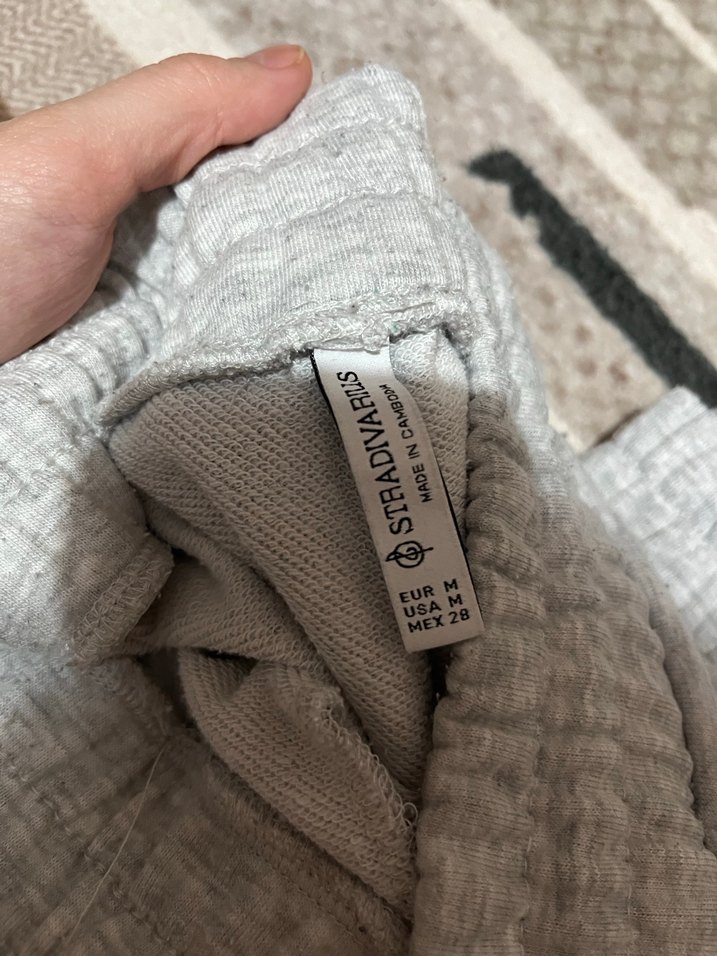 STRADIVARIUS
MADE IN CAMBODIA
EUR M
USA M
MEX 28